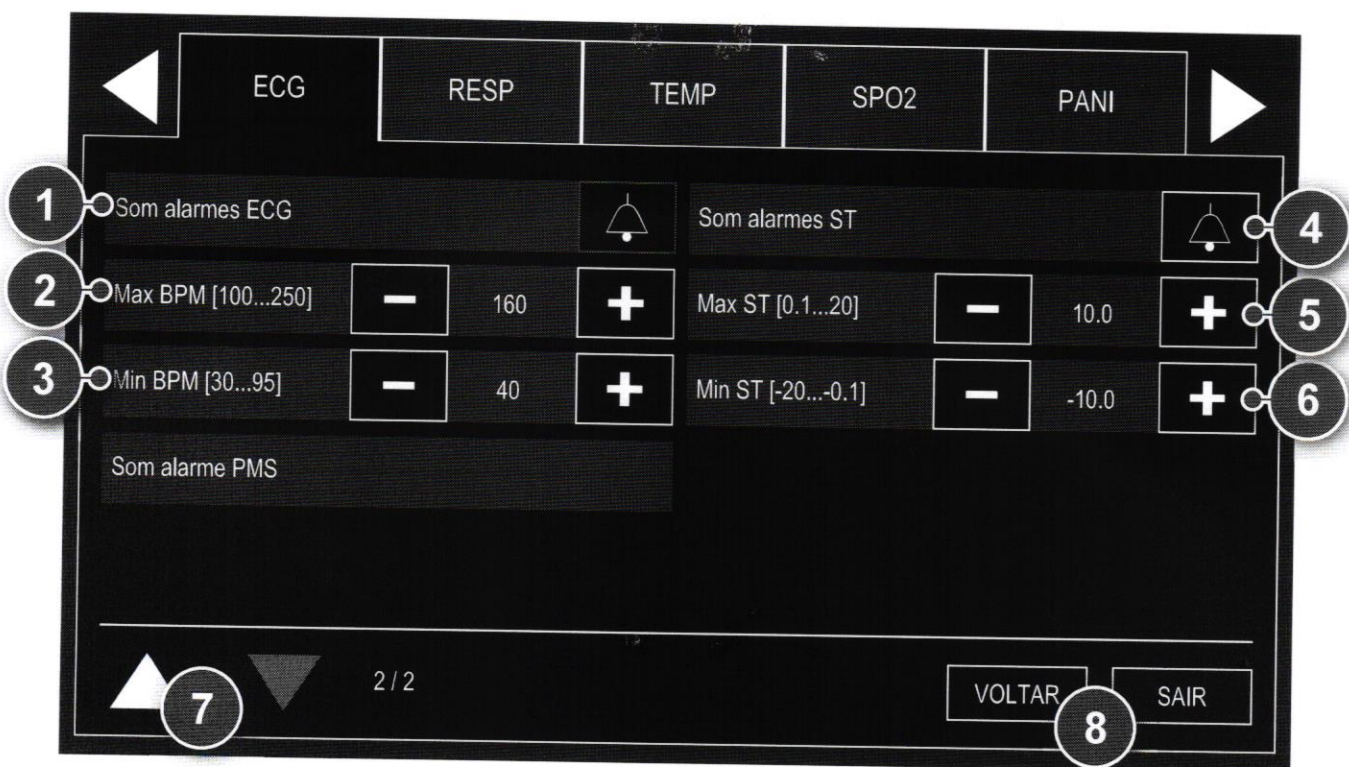 ECG RESP TEMP SPO2 PANI
1 Som alarmes ECG
Som alarmes ST 4
2 Max BPM [100...250] − 160 +
Max ST [0.1...20] − 10.0 + 5
3 Min BPM [30...95] − 40 +
Min ST [-20...-0.1] − -10.0 + 6
Som alarme PMS
7 2 / 2
VOLTAR 8 SAIR